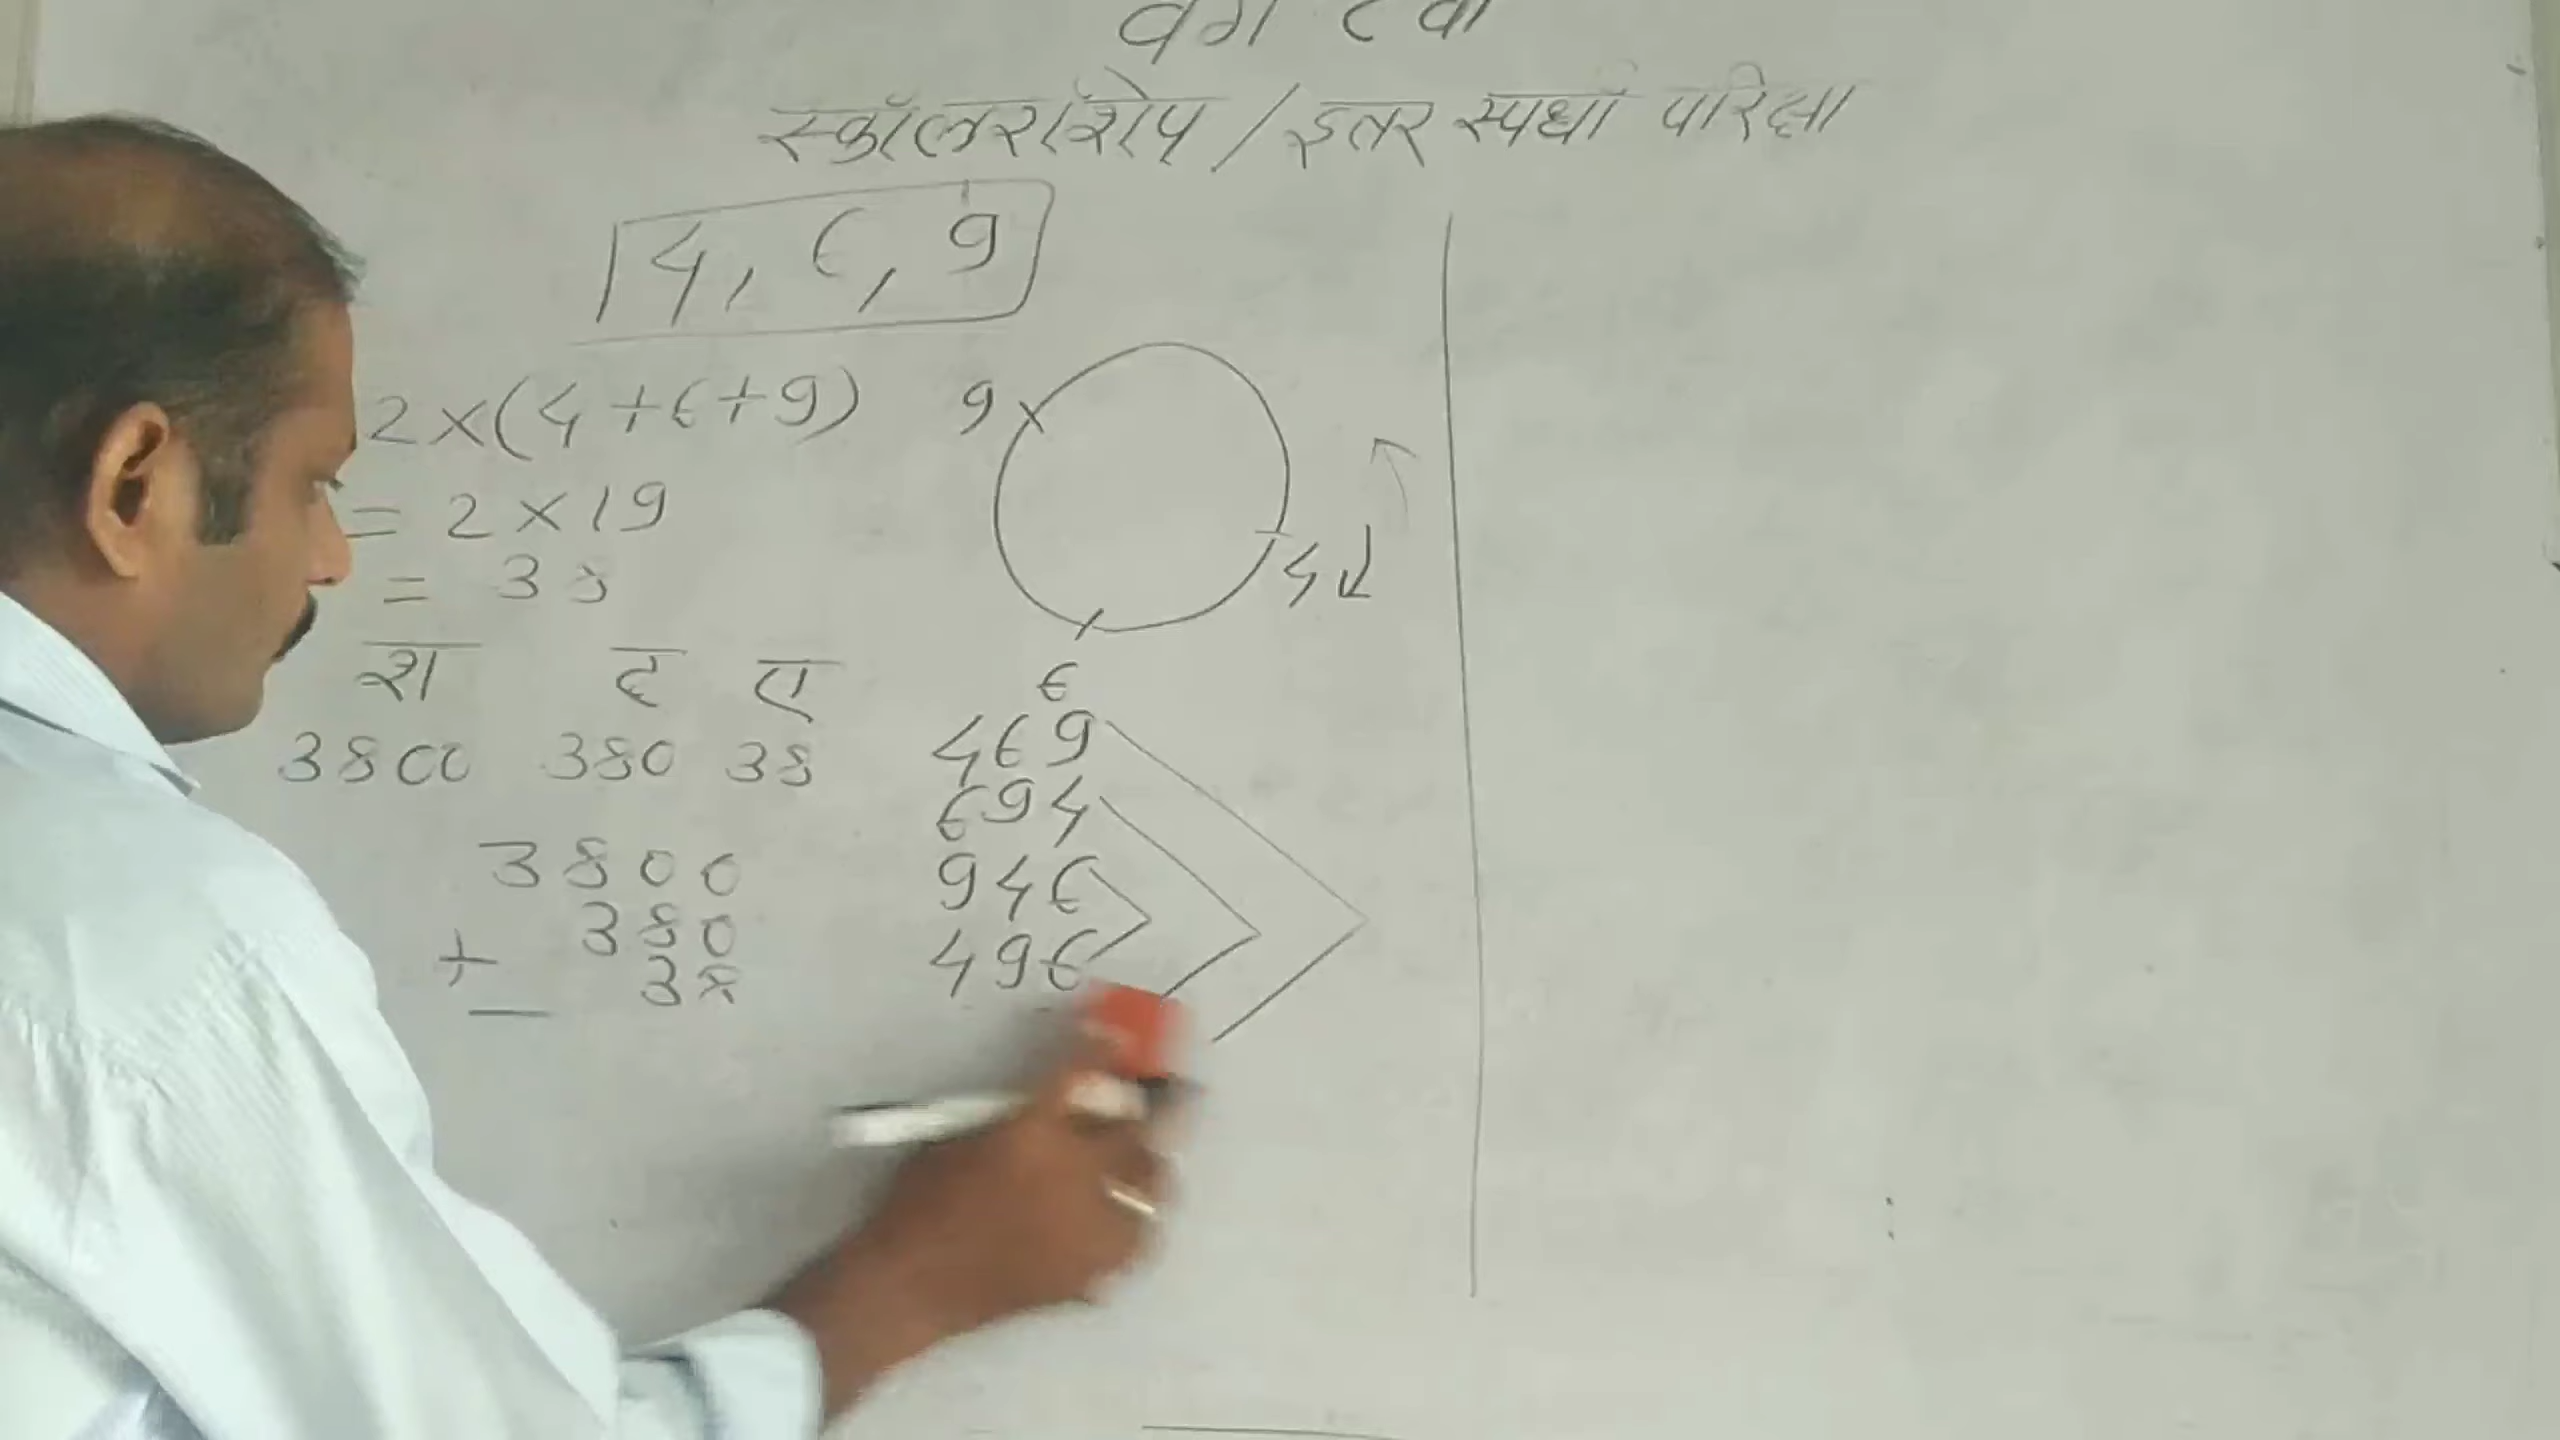 वर्ग ८ वी
स्कॉलरशिप / इतर स्पर्धा परिक्षा
4, 6, 9
2×(4+6+9)
= 2×19
= 38
श द ए
3800 380 38
3800
380
+ 38
9
4
6
469
694
946
496